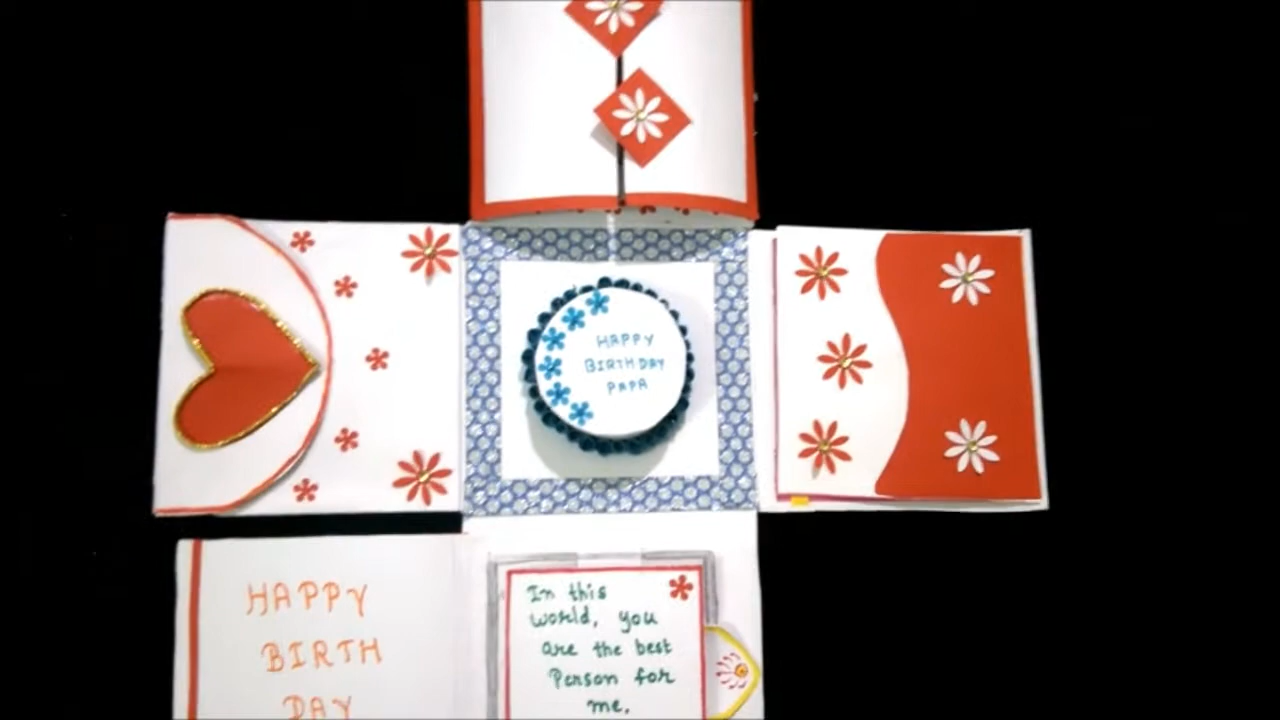 HAPPY
BIRTHDAY
PAPA
HAPPY
BIRTH
DAY
In this
world, you
are the best
Person for
me.